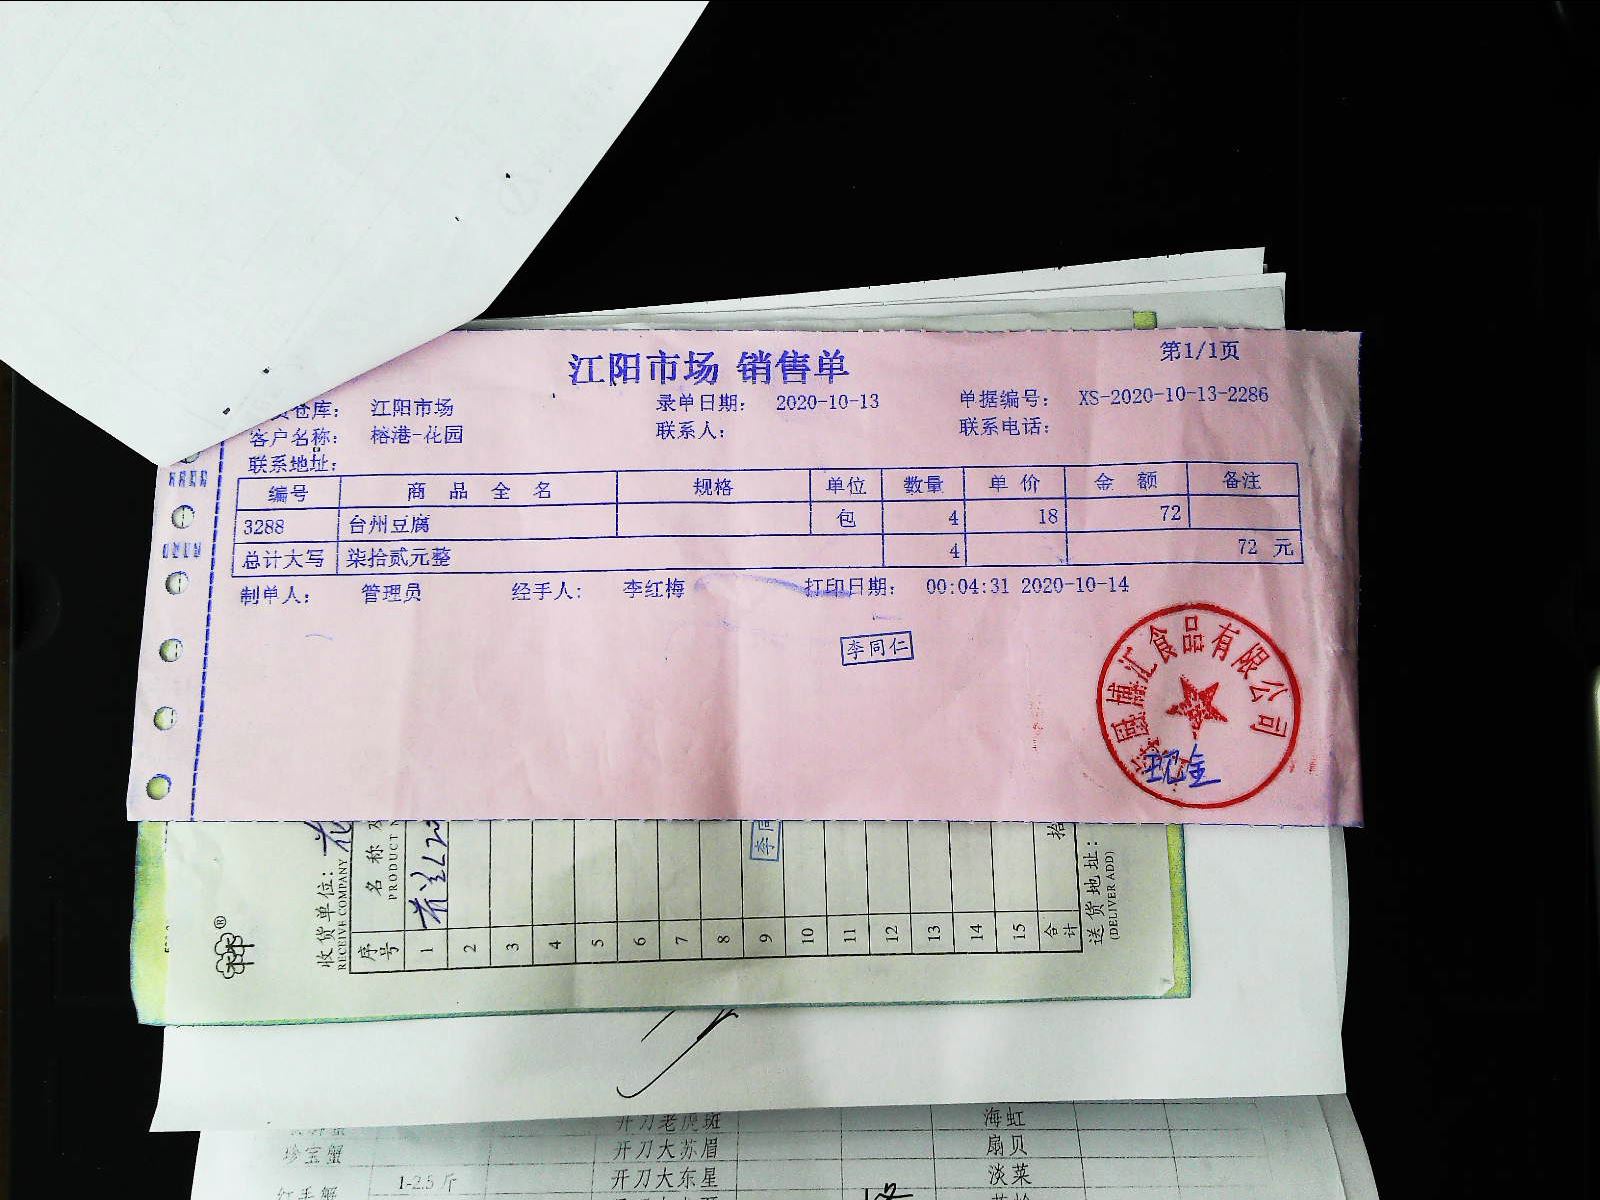 江阳市场 销售单
第1/1页
仓库: 江阳市场 录单日期: 2020-10-13 单据编号: XS-2020-10-13-2286
客户名称: 榕港-花园 联系人: 联系电话:
联系地址:
编号 商品全名 规格 单位 数量 单价 金额 备注
3288 台州豆腐 包 4 18 72
总计大写 柒拾贰元整 4 72 元
制单人: 管理员 经手人: 李红梅 打印日期: 00:04:31 2020-10-14
李同仁
博汇食品有限公司
现金
收货单位:
RECEIVE COMPANY
序号 名称
PRODUCT
1
2
3
4
5
6
7
8
9
10
11
12
13
14
15
合计 拾
送货地址:
(DELIVER ADD)
开刀老虎斑 海虹
珍宝蟹 开刀大苏眉 扇贝
1-2.5斤 开刀大东星 淡菜